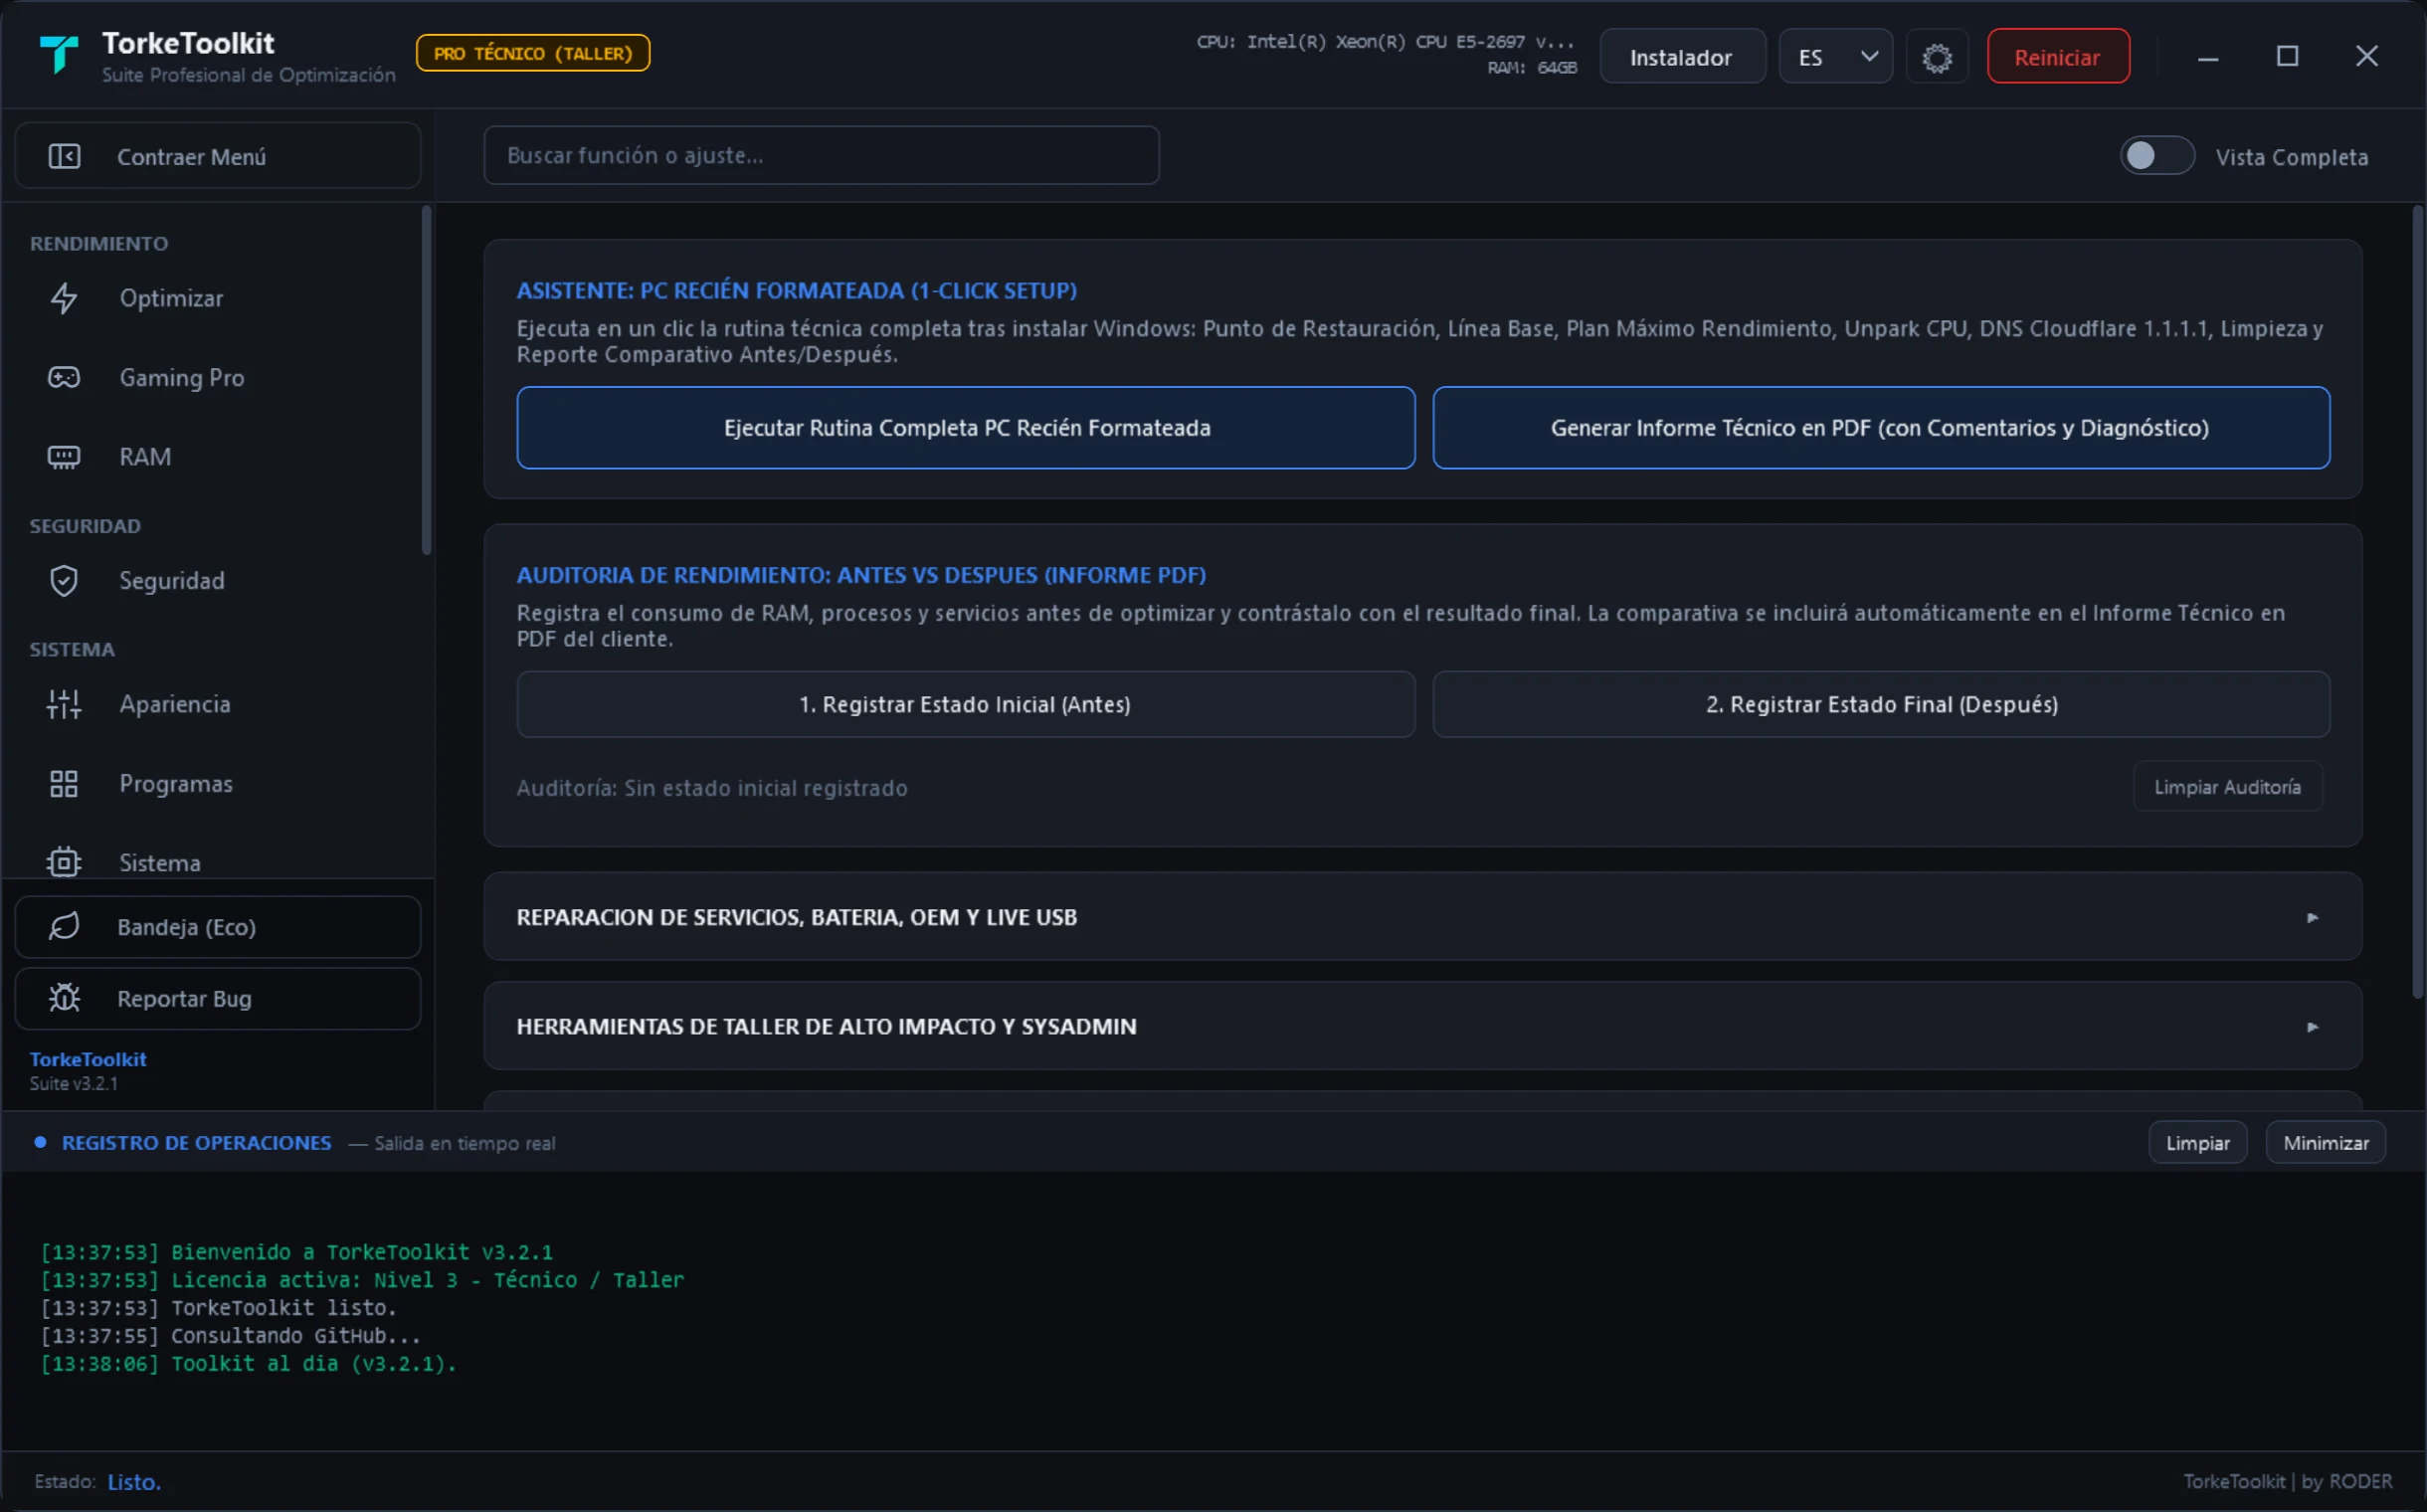 TorkeToolkit
Suite Profesional de Optimización
PRO TÉCNICO (TALLER)
CPU: Intel(R) Xeon(R) CPU E5-2697 v...
RAM: 64GB
Instalador
ES
Reiniciar
Contraer Menú
Buscar función o ajuste...
Vista Completa
RENDIMIENTO
Optimizar
Gaming Pro
RAM
SEGURIDAD
Seguridad
SISTEMA
Apariencia
Programas
Sistema
Bandeja (Eco)
Reportar Bug
TorkeToolkit
Suite v3.2.1
ASISTENTE: PC RECIÉN FORMATEADA (1-CLICK SETUP)
Ejecuta en un clic la rutina técnica completa tras instalar Windows: Punto de Restauración, Línea Base, Plan Máximo Rendimiento, Unpark CPU, DNS Cloudflare 1.1.1.1, Limpieza y
Reporte Comparativo Antes/Después.
Ejecutar Rutina Completa PC Recién Formateada
Generar Informe Técnico en PDF (con Comentarios y Diagnóstico)
AUDITORIA DE RENDIMIENTO: ANTES VS DESPUES (INFORME PDF)
Registra el consumo de RAM, procesos y servicios antes de optimizar y contrástalo con el resultado final. La comparativa se incluirá automáticamente en el Informe Técnico en
PDF del cliente.
1. Registrar Estado Inicial (Antes)
2. Registrar Estado Final (Después)
Auditoría: Sin estado inicial registrado
Limpiar Auditoría
REPARACION DE SERVICIOS, BATERIA, OEM Y LIVE USB
HERRAMIENTAS DE TALLER DE ALTO IMPACTO Y SYSADMIN
REGISTRO DE OPERACIONES — Salida en tiempo real
Limpiar
Minimizar
[13:37:53] Bienvenido a TorkeToolkit v3.2.1
[13:37:53] Licencia activa: Nivel 3 - Técnico / Taller
[13:37:53] TorkeToolkit listo.
[13:37:55] Consultando GitHub...
[13:38:06] Toolkit al dia (v3.2.1).
Estado: Listo.
TorkeToolkit | by RODER